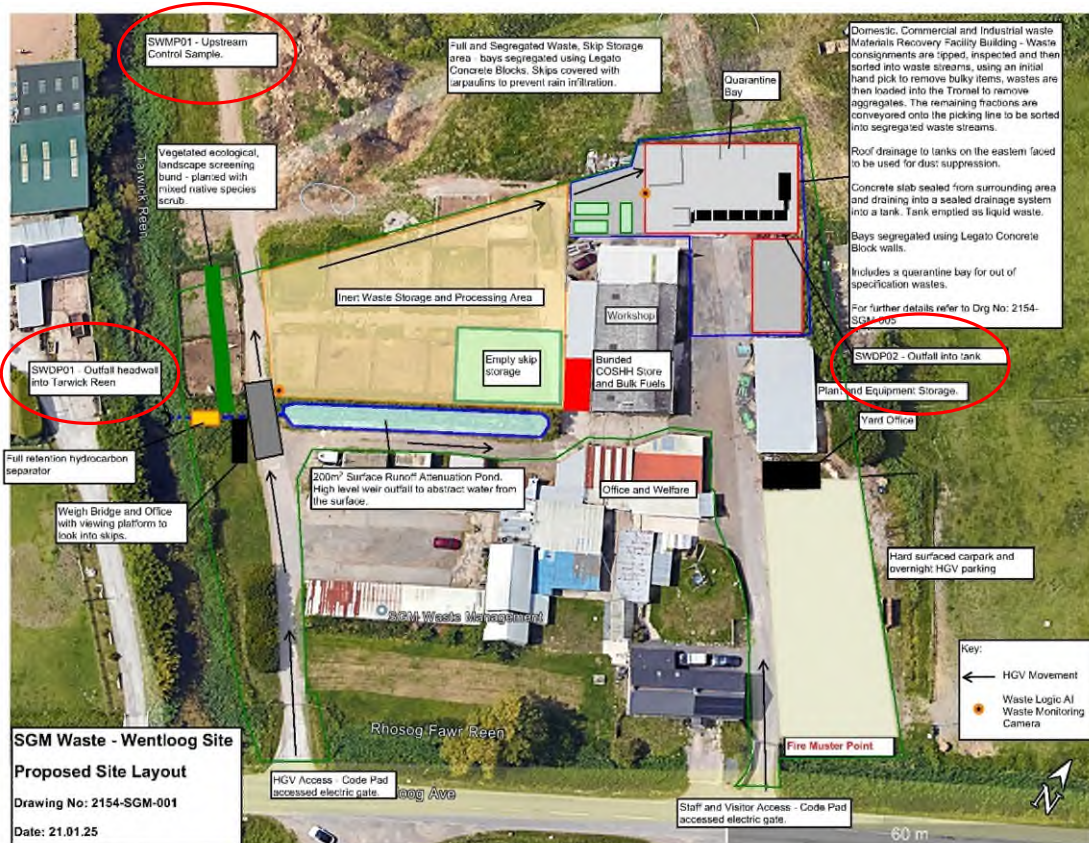 SWMP01 - Upstream
Control Sample.
Full and Segregated Waste, Skip Storage
area - bays segregated using Legato
Concrete Blocks. Skips covered with
tarpaulins to prevent rain infiltration.
Quarantine
Bay
Domestic, Commercial and Industrial waste
Materials Recovery Facility Building - Waste
consignments are tipped, inspected and then
sorted into waste streams, using an initial
hand pick to remove bulky items, wastes are
then loaded into the Tromel to remove
aggregates. The remaining fractions are
conveyored onto the picking line to be sorted
into segregated waste streams.
Roof drainage to tanks on the eastern faced
to be used for dust suppression.
Concrete slab sealed from surrounding area
and draining into a sealed drainage system
into a tank. Tank emptied as liquid waste.
Bays segregated using Legato Concrete
Block walls.
Includes a quarantine bay for out of
specification wastes.
For further details refer to Drg No: 2154-
SGM-005
Tarwick Reen
Vegetated ecological,
landscape screening
bund - planted with
mixed native species
scrub.
Inert Waste Storage and Processing Area
Workshop
Empty skip
storage
Bunded
COSHH Store
and Bulk Fuels
SWDP01 - Outfall headwall
into Tarwick Reen
SWDP02 - Outfall into tank
Plant and Equipment Storage.
Yard Office
Full retention hydrocarbon
separator
200m² Surface Runoff Attenuation Pond.
High level weir outfall to abstract water from
the surface.
Office and Welfare
Weigh Bridge and Office
with viewing platform to
look into skips.
Hard surfaced carpark and
overnight HGV parking
SGM Waste Management
Key:
HGV Movement
Waste Logic AI
Waste Monitoring
Camera
Rhosog Fawr Reen
Fire Muster Point
SGM Waste - Wentloog Site
Proposed Site Layout
Drawing No: 2154-SGM-001
Date: 21.01.25
HGV Access - Code Pad
accessed electric gate.
oog Ave
Staff and Visitor Access - Code Pad
accessed electric gate.
N
60 m